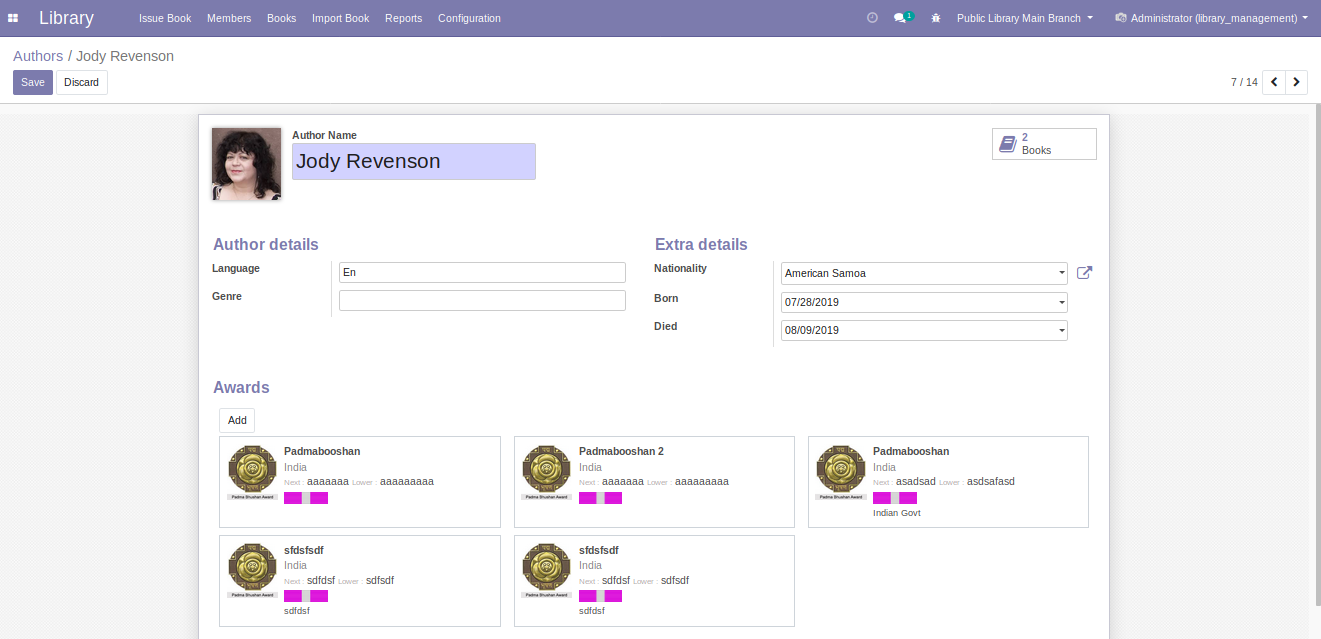 Library Issue Book Members Books Import Book Reports Configuration 1 Public Library Main Branch Administrator (library_management)
Authors / Jody Revenson
Save Discard 7 / 14
Author Name
Jody Revenson
2
Books
Author details Extra details
Language En Nationality American Samoa
Genre Born 07/28/2019
Died 08/09/2019
Awards
Add
Padmabooshan
India
Next : aaaaaaa Lower : aaaaaaaaa
Padma Bhushan Award
Padmabooshan 2
India
Next : aaaaaaa Lower : aaaaaaaaa
Padma Bhushan Award
Padmabooshan
India
Next : asadsad Lower : asdsafasd
Padma Bhushan Award
Indian Govt
sfdsfsdf
India
Next : sdfdsf Lower : sdfsdf
Padma Bhushan Award
sdfdsf
sfdsfsdf
India
Next : sdfdsf Lower : sdfsdf
Padma Bhushan Award
sdfdsf